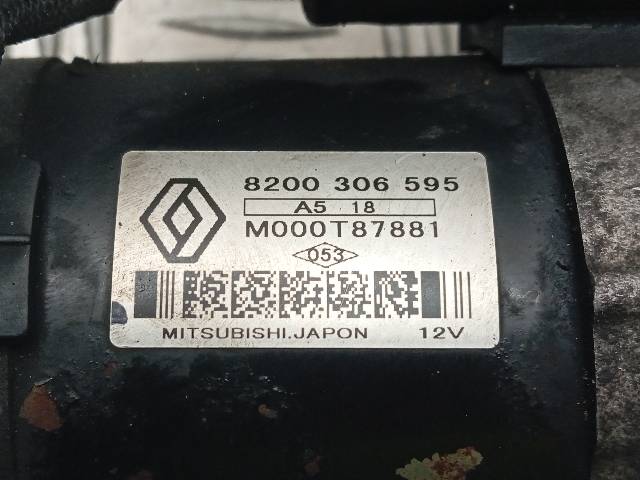 8200 306 595
A5 18
M000T87881
053
MITSUBISHI.JAPON 12V